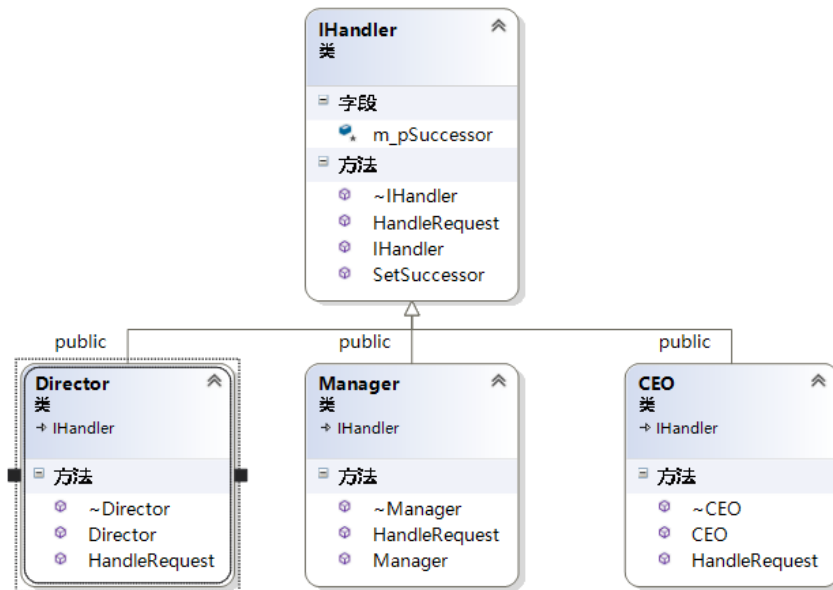 IHandler
类
字段
m_pSuccessor
方法
~IHandler
HandleRequest
IHandler
SetSuccessor
public
public
public
Director
类
IHandler
方法
~Director
Director
HandleRequest
Manager
类
IHandler
方法
~Manager
HandleRequest
Manager
CEO
类
IHandler
方法
~CEO
CEO
HandleRequest